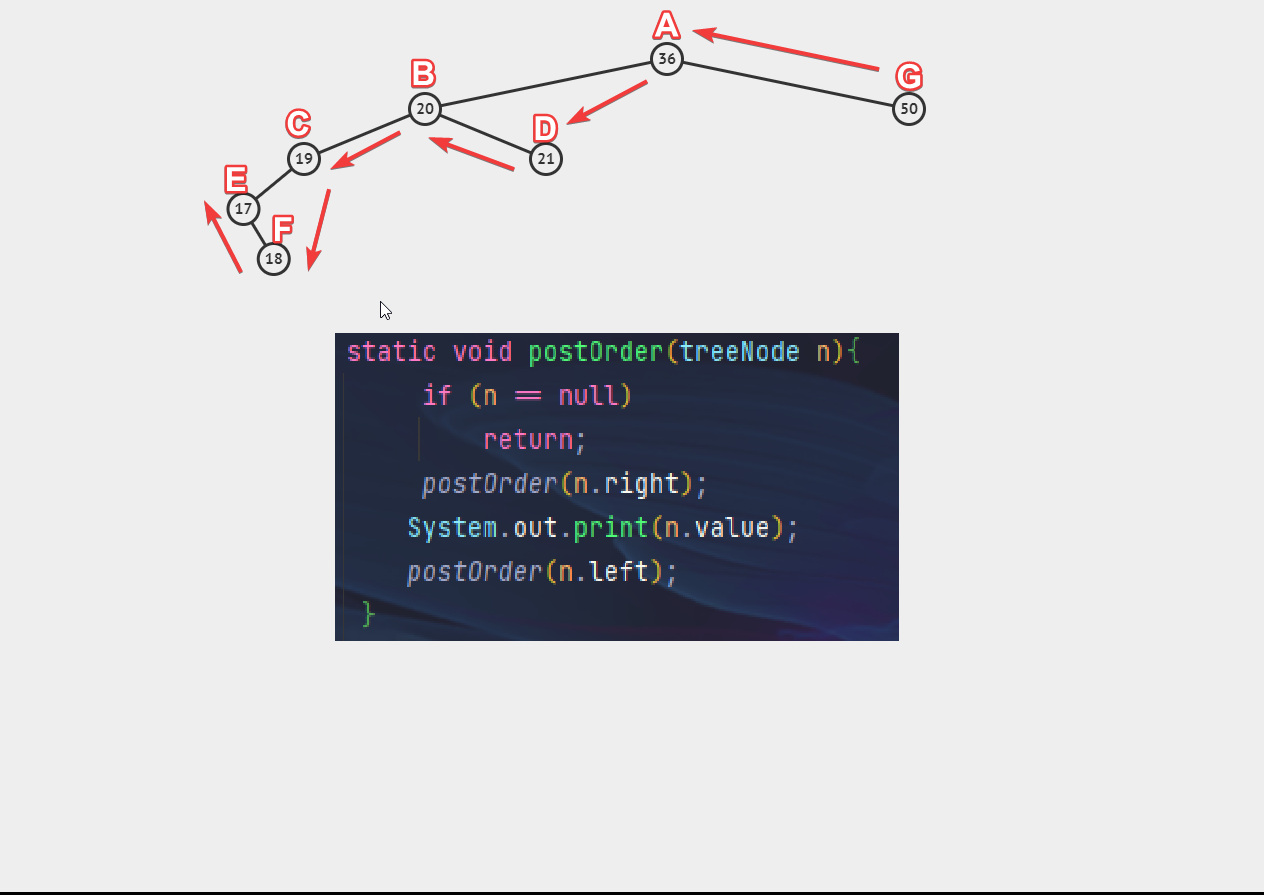 A
36
B
G
20
50
C
D
19
21
E
17
F
18
static void postOrder(treeNode n){
if (n == null)
return;
postOrder(n.right);
System.out.print(n.value);
postOrder(n.left);
}